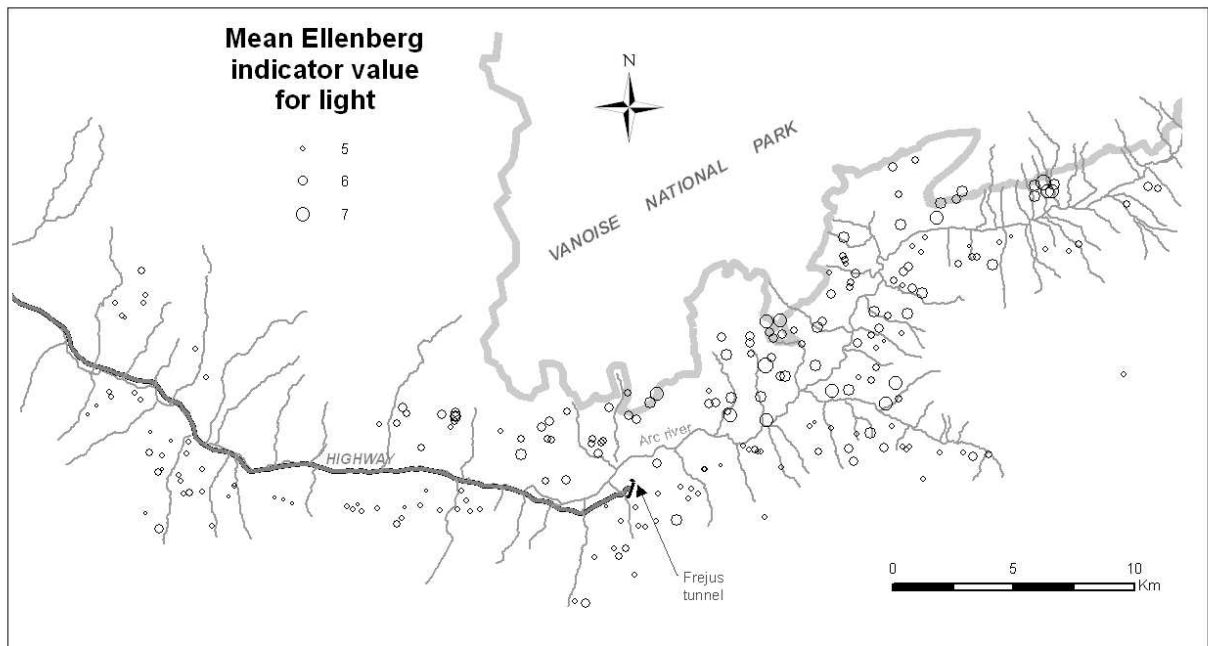 Mean Ellenberg
indicator value
for light
5
6
7
N
VANOISE NATIONAL PARK
Arc river
HIGHWAY
Frejus
tunnel
0 5 10
Km